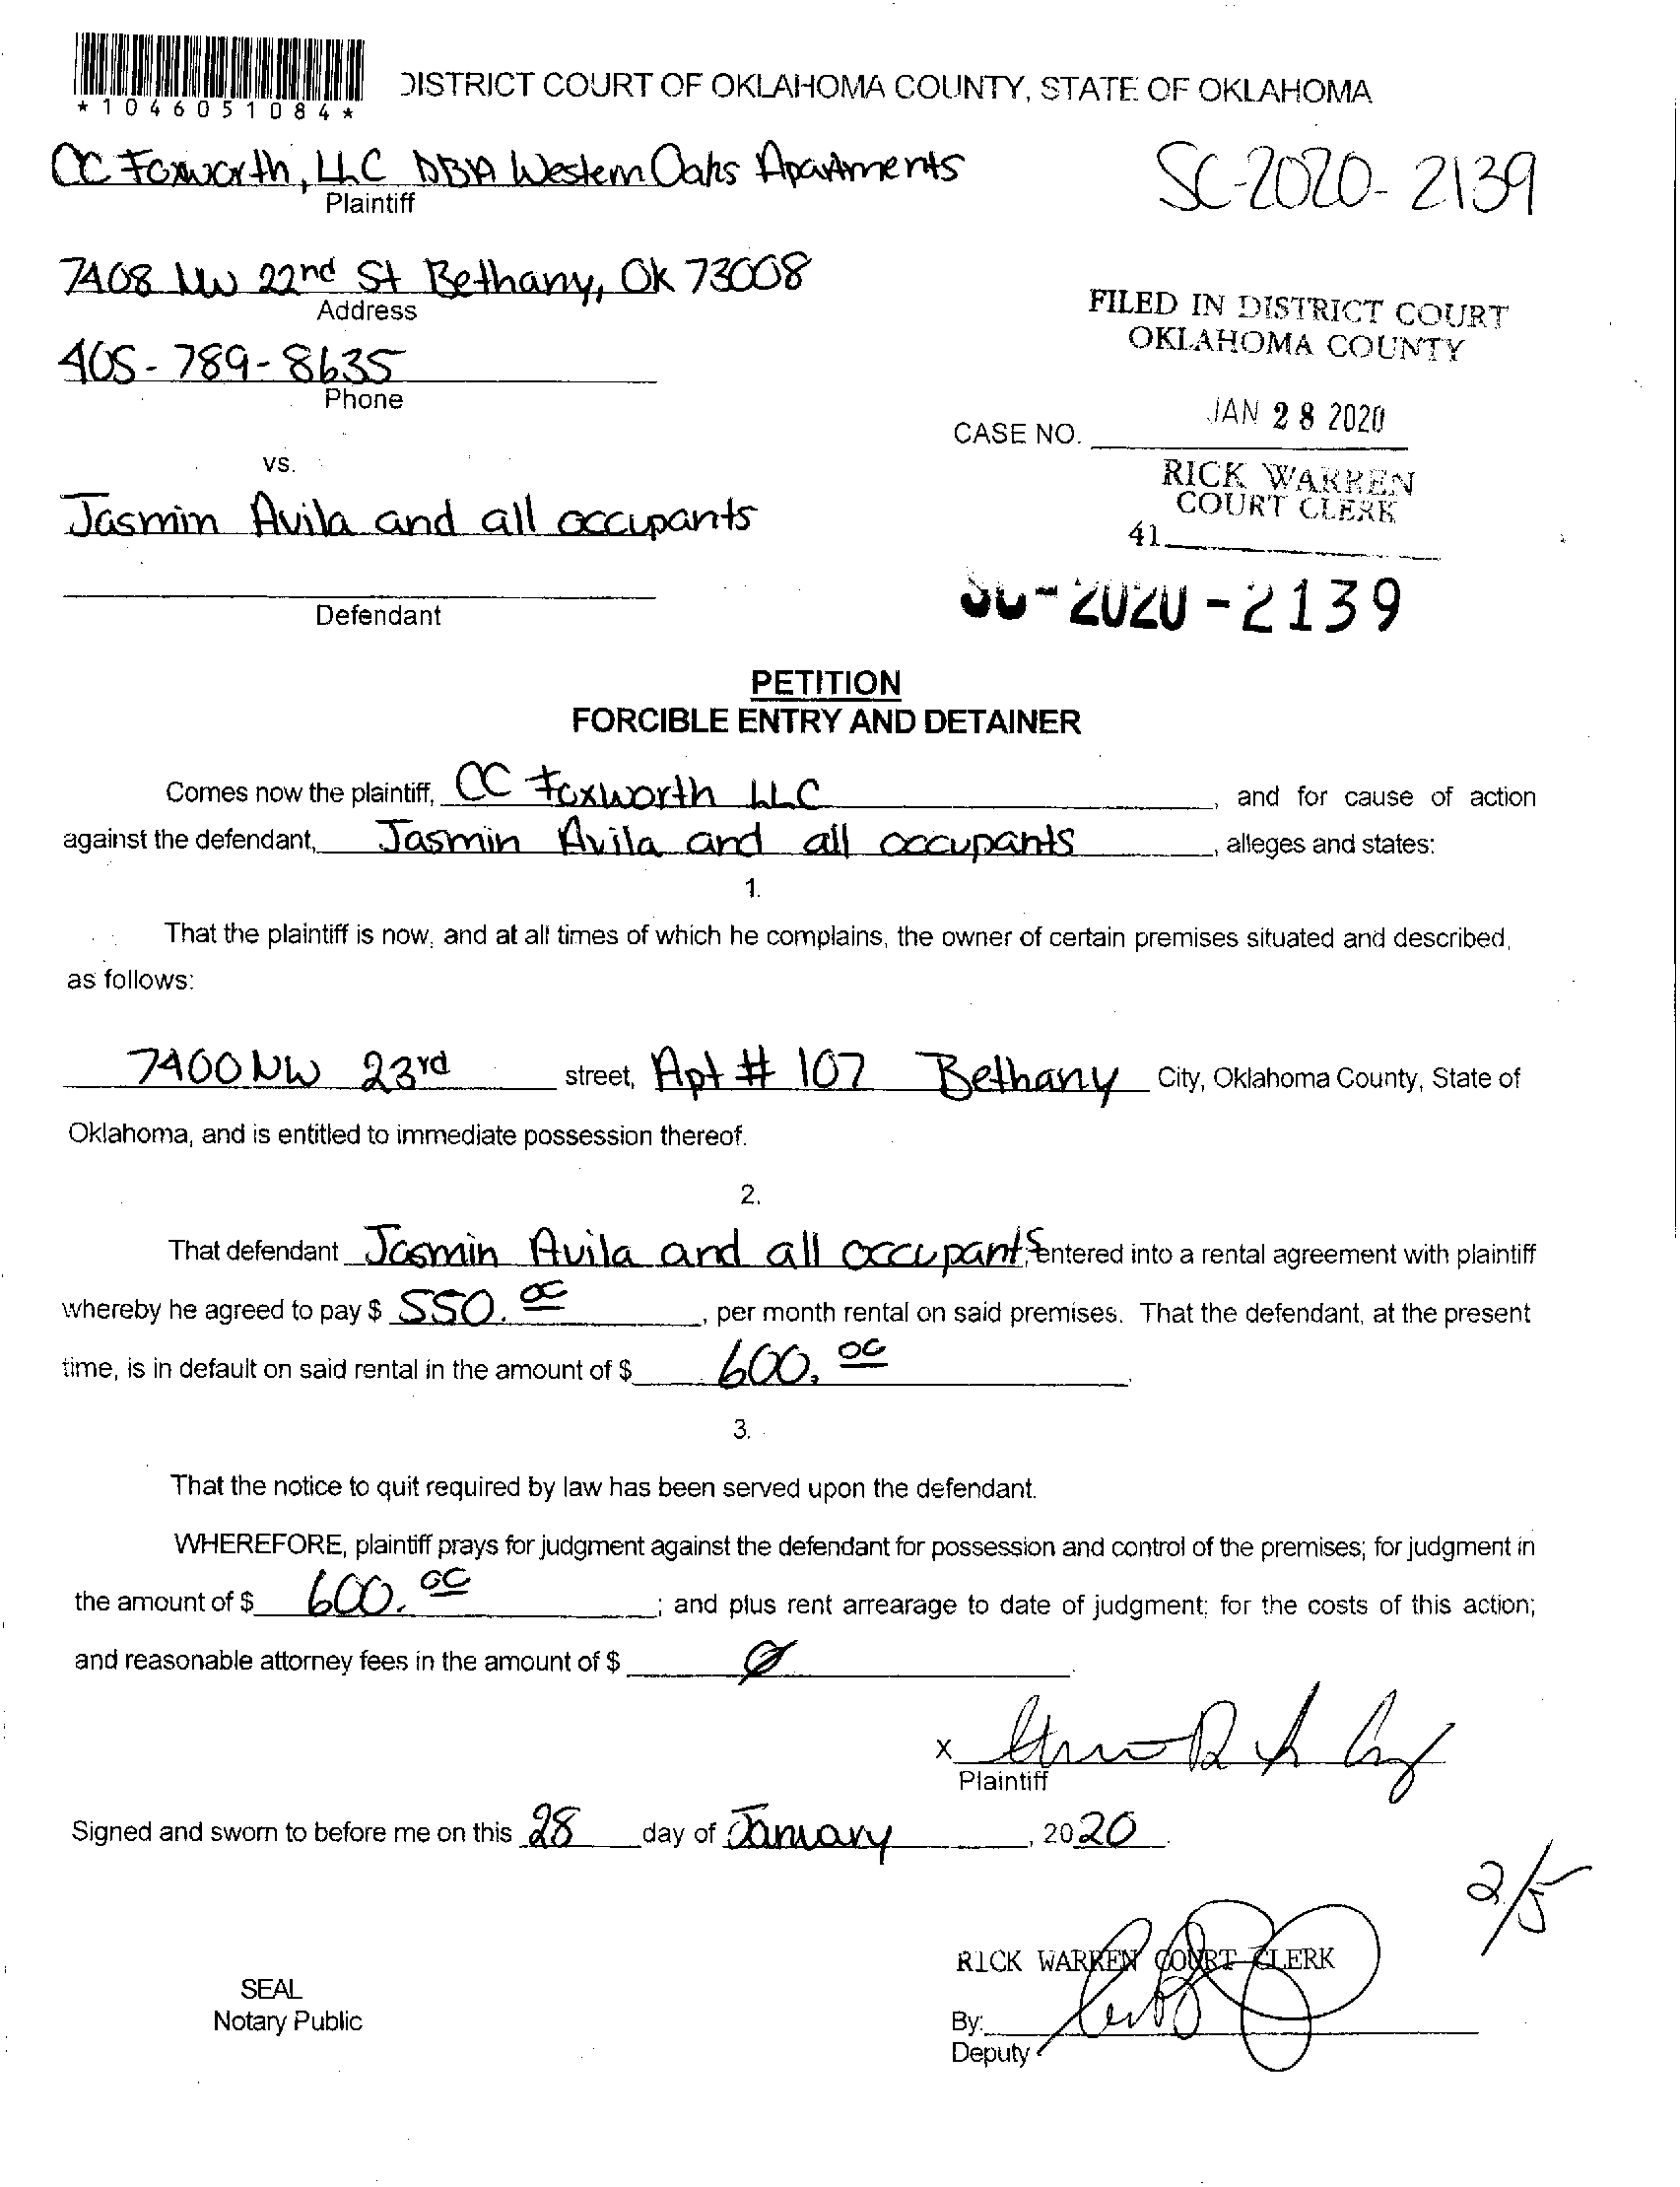 *1046051084*
DISTRICT COURT OF OKLAHOMA COUNTY, STATE OF OKLAHOMA
CC Foxworth, LLC DBA Western Oaks Apartments
Plaintiff
SC-2020-2139
7408 NW 22nd St Bethany, Ok 73008
Address
FILED IN DISTRICT COURT
OKLAHOMA COUNTY
405-789-8635
Phone
JAN 28 2020
CASE NO.
vs.
RICK WARREN
COURT CLERK
Jasmin Avila and all occupants
41
Defendant
SC-2020-2139
PETITION
FORCIBLE ENTRY AND DETAINER
Comes now the plaintiff, CC Foxworth LLC, and for cause of action
against the defendant, Jasmin Avila and all occupants, alleges and states:
1.
That the plaintiff is now, and at all times of which he complains, the owner of certain premises situated and described,
as follows:
7400 NW 23rd street, Apt # 107 Bethany City, Oklahoma County, State of
Oklahoma, and is entitled to immediate possession thereof.
2.
That defendant Jasmin Avila and all occupants, entered into a rental agreement with plaintiff
whereby he agreed to pay $ 550.00, per month rental on said premises. That the defendant, at the present
time, is in default on said rental in the amount of $ 600.00.
3.
That the notice to quit required by law has been served upon the defendant.
WHEREFORE, plaintiff prays for judgment against the defendant for possession and control of the premises; for judgment in
the amount of $ 600.00; and plus rent arrearage to date of judgment; for the costs of this action;
and reasonable attorney fees in the amount of $ Ø.
X
Plaintiff
Signed and sworn to before me on this 28 day of January, 2020.
2/5
RICK WARREN COURT CLERK
SEAL
Notary Public
By:
Deputy